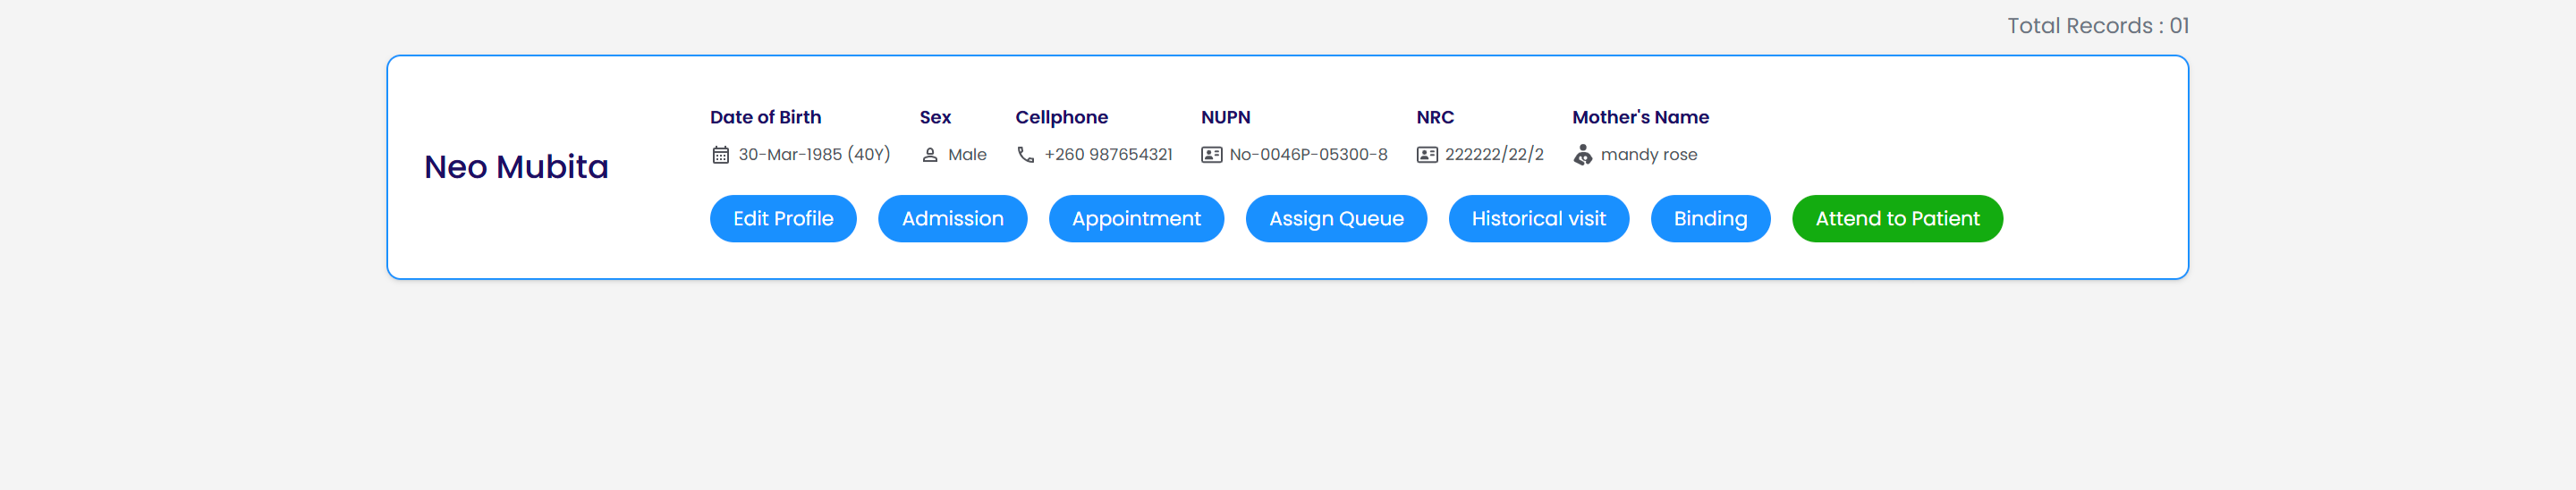 Total Records : 01
Neo Mubita
Date of Birth Sex Cellphone NUPN NRC Mother's Name
30-Mar-1985 (40Y) Male +260 987654321 No-0046P-05300-8 222222/22/2 mandy rose
Edit Profile Admission Appointment Assign Queue Historical visit Binding Attend to Patient